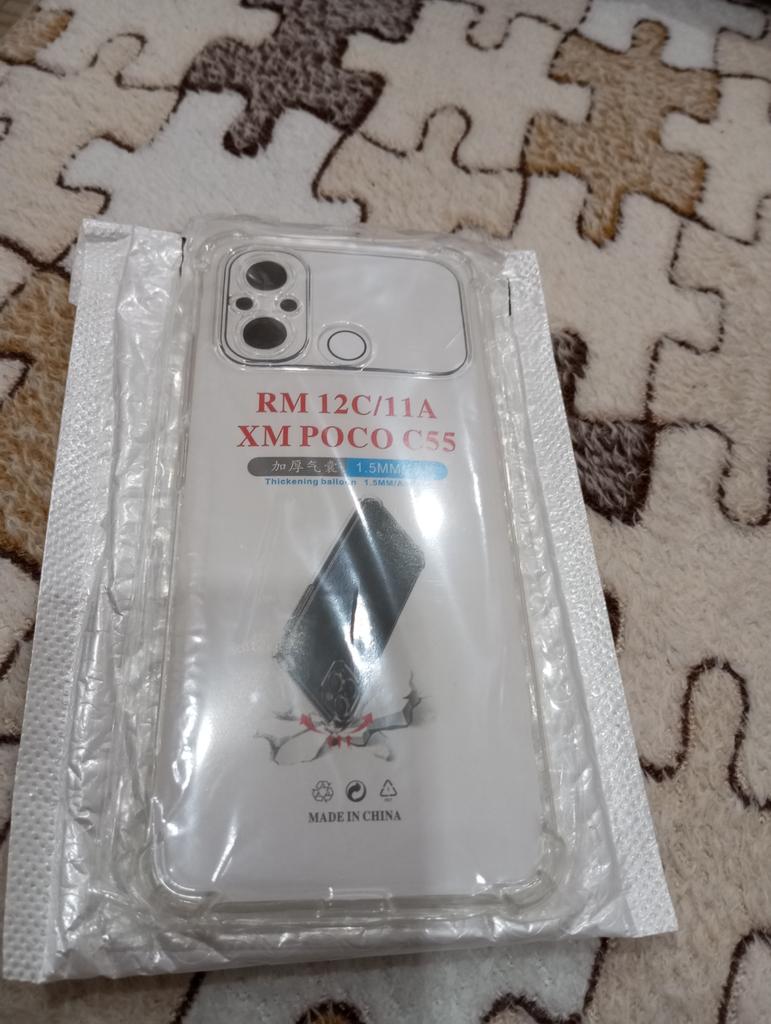 RM 12C/11A
XM POCO C55
加厚气囊 1.5MM
Thickening balloon 1.5MM/A
MADE IN CHINA